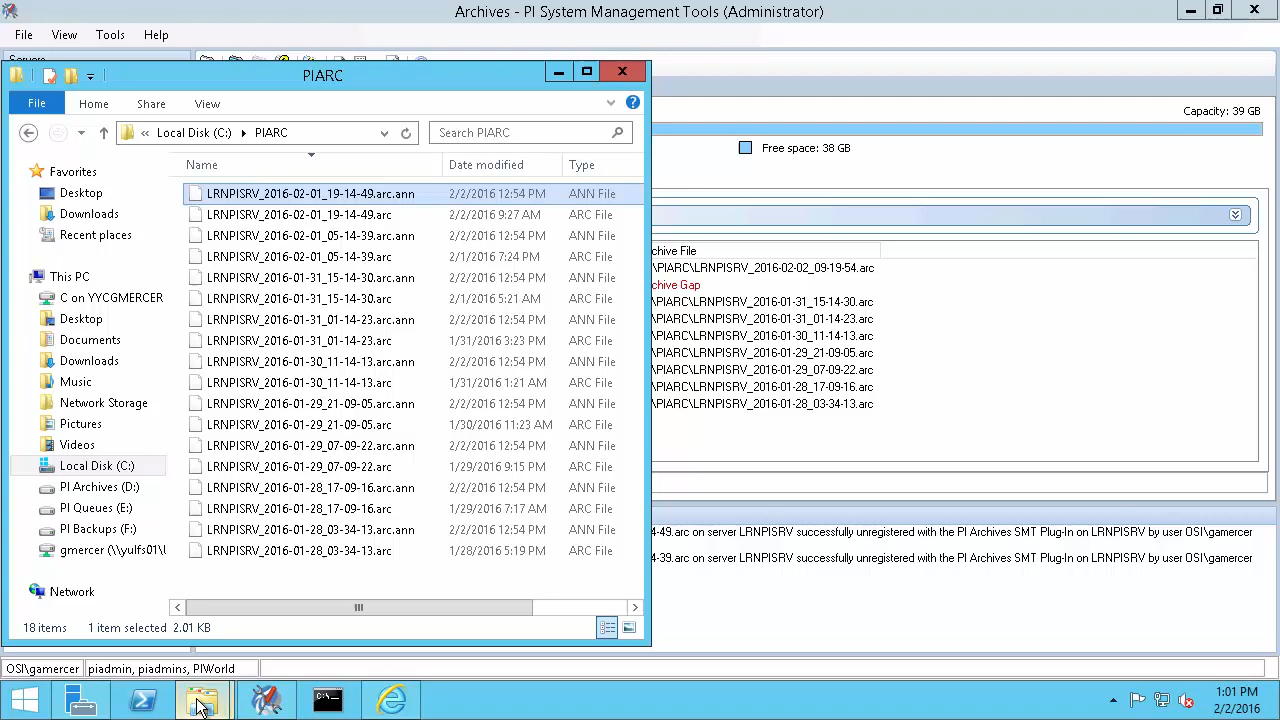 Archives - PI System Management Tools (Administrator)
File View Tools Help
PIARC
File Home Share View
Local Disk (C:) PIARC
Search PIARC
Name Date modified Type
Favorites
Desktop
Downloads
Recent places
This PC
C on YYCGMERCER
Desktop
Documents
Downloads
Music
Network Storage
Pictures
Videos
Local Disk (C:)
PI Archives (D:)
PI Queues (E:)
PI Backups (F:)
gmercer (\\yulfs01\
Network
LRNPISRV_2016-02-01_19-14-49.arc.ann 2/2/2016 12:54 PM ANN File
LRNPISRV_2016-02-01_19-14-49.arc 2/2/2016 9:27 AM ARC File
LRNPISRV_2016-02-01_05-14-39.arc.ann 2/2/2016 12:54 PM ANN File
LRNPISRV_2016-02-01_05-14-39.arc 2/1/2016 7:24 PM ARC File
LRNPISRV_2016-01-31_15-14-30.arc.ann 2/2/2016 12:54 PM ANN File
LRNPISRV_2016-01-31_15-14-30.arc 2/1/2016 5:21 AM ARC File
LRNPISRV_2016-01-31_01-14-23.arc.ann 2/2/2016 12:54 PM ANN File
LRNPISRV_2016-01-31_01-14-23.arc 1/31/2016 3:23 PM ARC File
LRNPISRV_2016-01-30_11-14-13.arc.ann 2/2/2016 12:54 PM ANN File
LRNPISRV_2016-01-30_11-14-13.arc 1/31/2016 1:21 AM ARC File
LRNPISRV_2016-01-29_21-09-05.arc.ann 2/2/2016 12:54 PM ANN File
LRNPISRV_2016-01-29_21-09-05.arc 1/30/2016 11:23 AM ARC File
LRNPISRV_2016-01-29_07-09-22.arc.ann 2/2/2016 12:54 PM ANN File
LRNPISRV_2016-01-29_07-09-22.arc 1/29/2016 9:15 PM ARC File
LRNPISRV_2016-01-28_17-09-16.arc.ann 2/2/2016 12:54 PM ANN File
LRNPISRV_2016-01-28_17-09-16.arc 1/29/2016 7:17 AM ARC File
LRNPISRV_2016-01-28_03-34-13.arc.ann 2/2/2016 12:54 PM ANN File
LRNPISRV_2016-01-28_03-34-13.arc 1/28/2016 5:19 PM ARC File
18 items 1 item selected 2.01 KB
Capacity: 39 GB
Free space: 38 GB
chive File
\PIARC\LRNPISRV_2016-02-02_09-19-54.arc
chive Gap
\PIARC\LRNPISRV_2016-01-31_15-14-30.arc
\PIARC\LRNPISRV_2016-01-31_01-14-23.arc
\PIARC\LRNPISRV_2016-01-30_11-14-13.arc
\PIARC\LRNPISRV_2016-01-29_21-09-05.arc
\PIARC\LRNPISRV_2016-01-29_07-09-22.arc
\PIARC\LRNPISRV_2016-01-28_17-09-16.arc
\PIARC\LRNPISRV_2016-01-28_03-34-13.arc
4-49.arc on server LRNPISRV successfully unregistered with the PI Archives SMT Plug-In on LRNPISRV by user OSI\gamercer
4-39.arc on server LRNPISRV successfully unregistered with the PI Archives SMT Plug-In on LRNPISRV by user OSI\gamercer
OSI\gamercer piadmin, piadmins, PIWorld
1:01 PM
2/2/2016